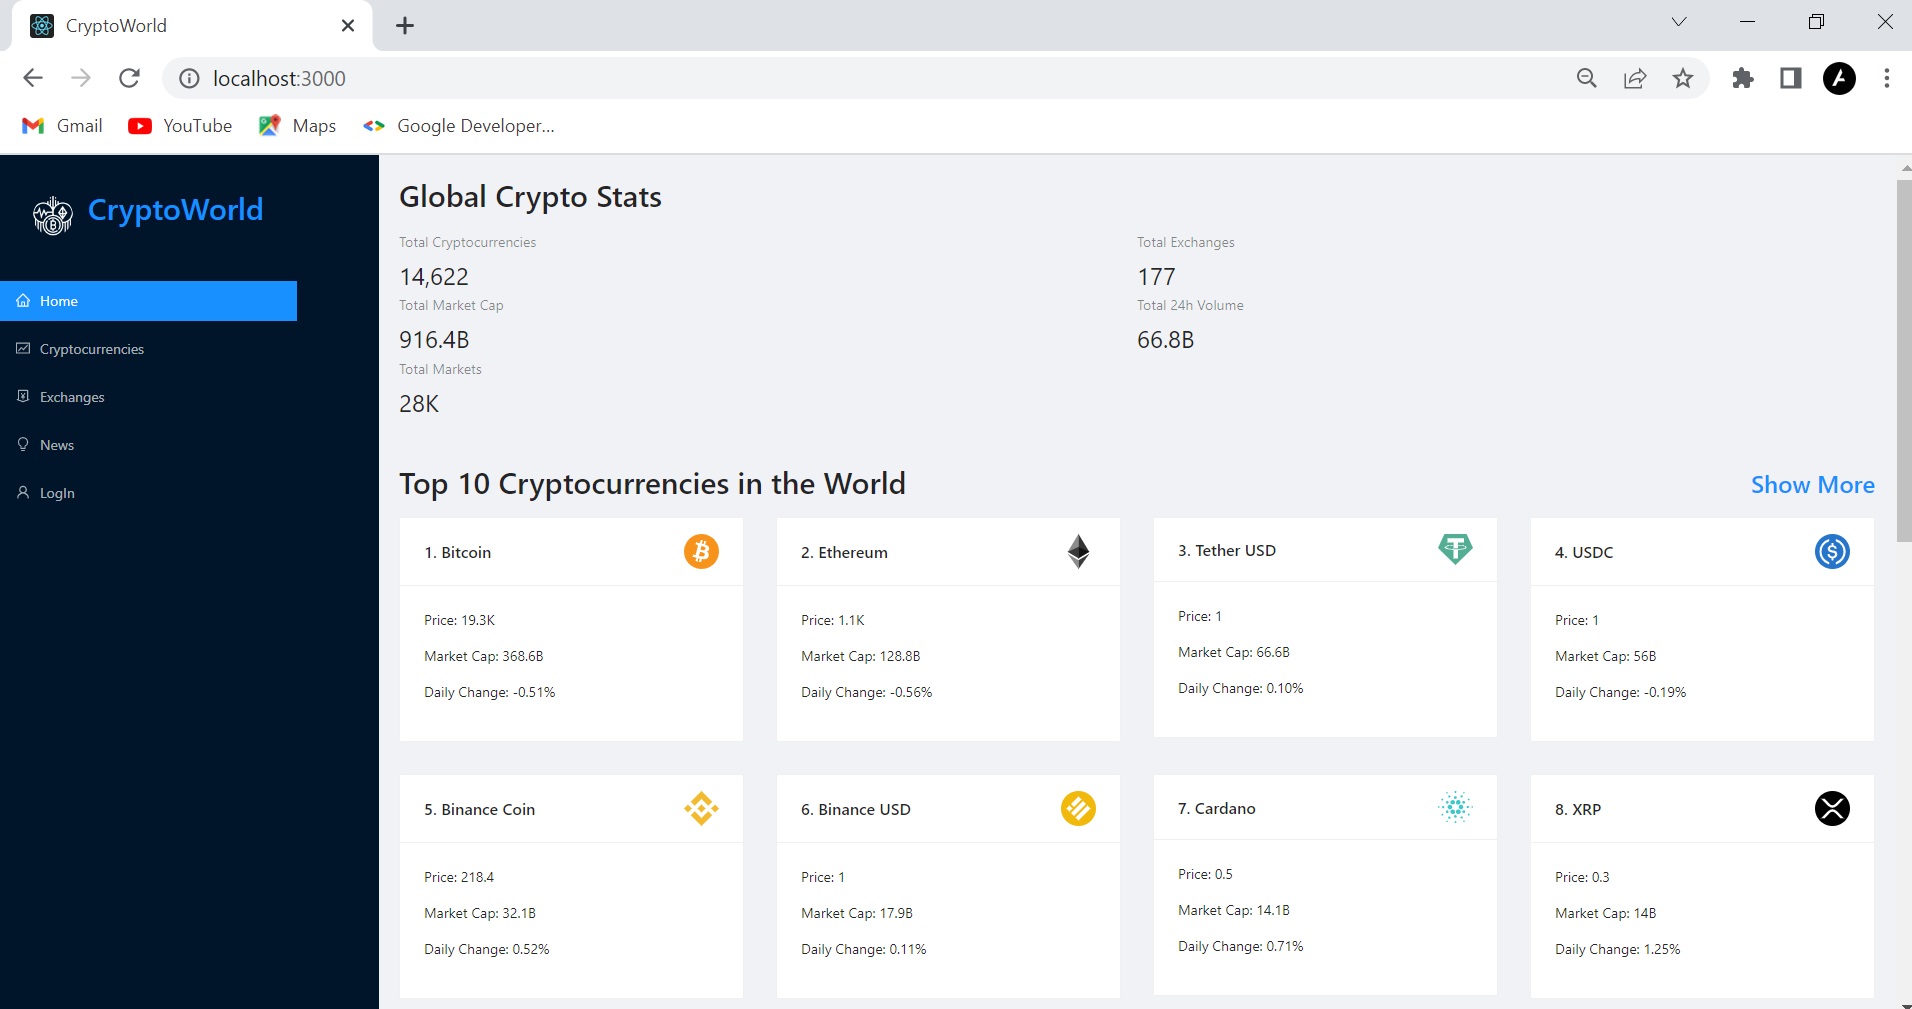 CryptoWorld
localhost:3000
Gmail YouTube Maps Google Developer...
CryptoWorld
Home
Cryptocurrencies
Exchanges
News
LogIn
Global Crypto Stats
Total Cryptocurrencies
14,622
Total Exchanges
177
Total Market Cap
916.4B
Total 24h Volume
66.8B
Total Markets
28K
Top 10 Cryptocurrencies in the World
Show More
1. Bitcoin
Price: 19.3K
Market Cap: 368.6B
Daily Change: -0.51%
2. Ethereum
Price: 1.1K
Market Cap: 128.8B
Daily Change: -0.56%
3. Tether USD
Price: 1
Market Cap: 66.6B
Daily Change: 0.10%
4. USDC
Price: 1
Market Cap: 56B
Daily Change: -0.19%
5. Binance Coin
Price: 218.4
Market Cap: 32.1B
Daily Change: 0.52%
6. Binance USD
Price: 1
Market Cap: 17.9B
Daily Change: 0.11%
7. Cardano
Price: 0.5
Market Cap: 14.1B
Daily Change: 0.71%
8. XRP
Price: 0.3
Market Cap: 14B
Daily Change: 1.25%